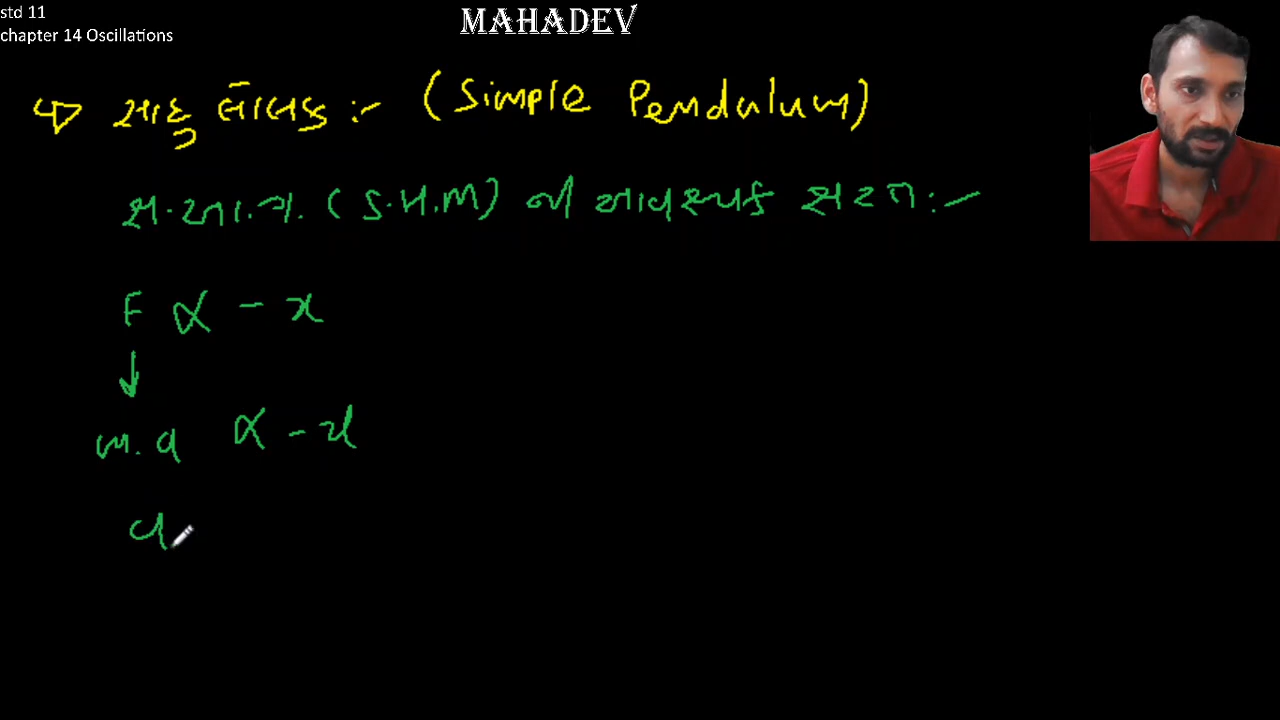 std 11
chapter 14 Oscillations
MAHADEV
સાદુ લોલક :- (Simple Pendulum)
સ.આ.ગ. (S.H.M) ની આવશ્યક શરત :-
F α - x
↓
m.a α - x
a